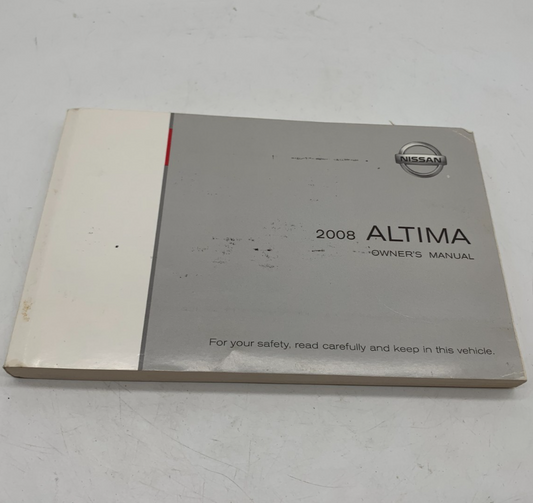 NISSAN
2008 ALTIMA
OWNER'S MANUAL
For your safety, read carefully and keep in this vehicle.